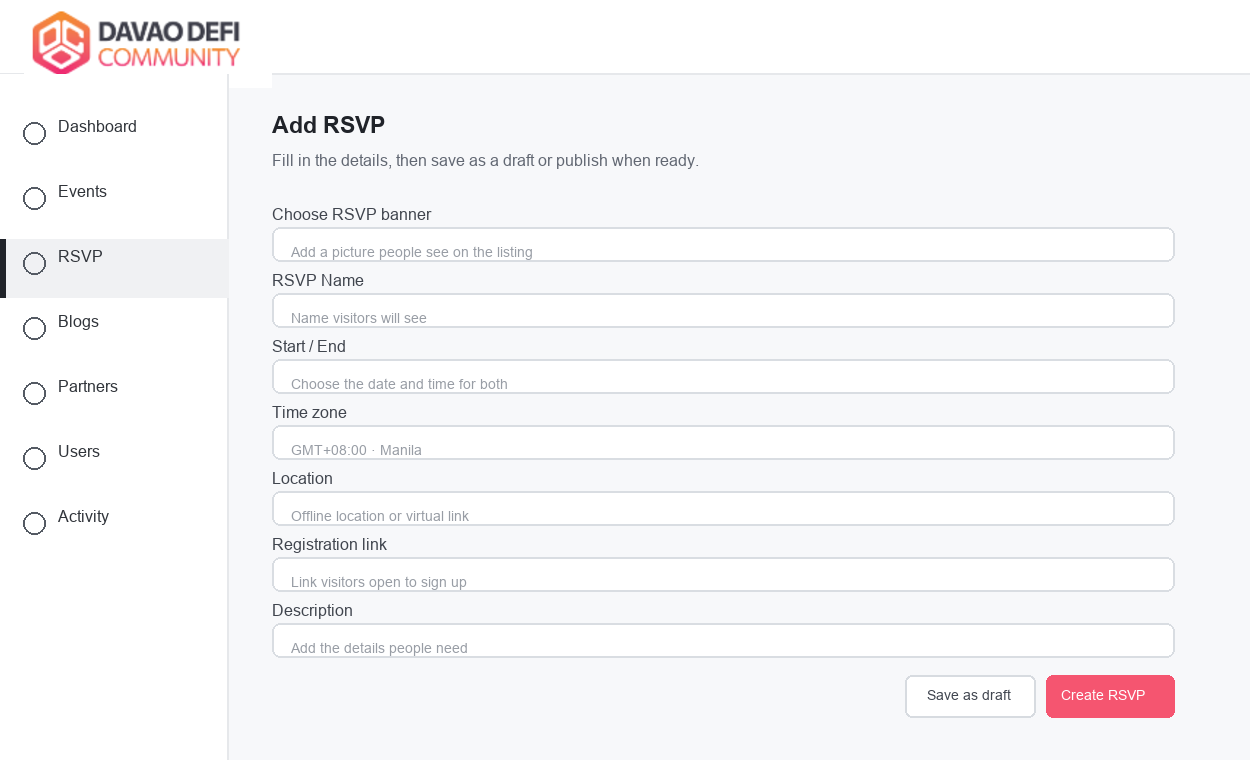 DAVAO DEFI
COMMUNITY
Dashboard
Events
RSVP
Blogs
Partners
Users
Activity
Add RSVP
Fill in the details, then save as a draft or publish when ready.
Choose RSVP banner
Add a picture people see on the listing
RSVP Name
Name visitors will see
Start / End
Choose the date and time for both
Time zone
GMT+08:00 · Manila
Location
Offline location or virtual link
Registration link
Link visitors open to sign up
Description
Add the details people need
Save as draft
Create RSVP